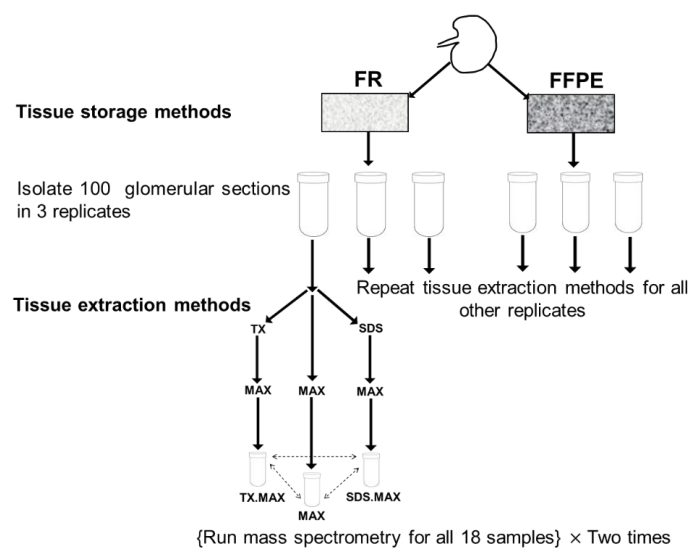 FR
FFPE
Tissue storage methods
Isolate 100 glomerular sections
in 3 replicates
Repeat tissue extraction methods for all
other replicates
Tissue extraction methods
TX
SDS
MAX
MAX
MAX
TX.MAX
SDS.MAX
MAX
{Run mass spectrometry for all 18 samples} × Two times